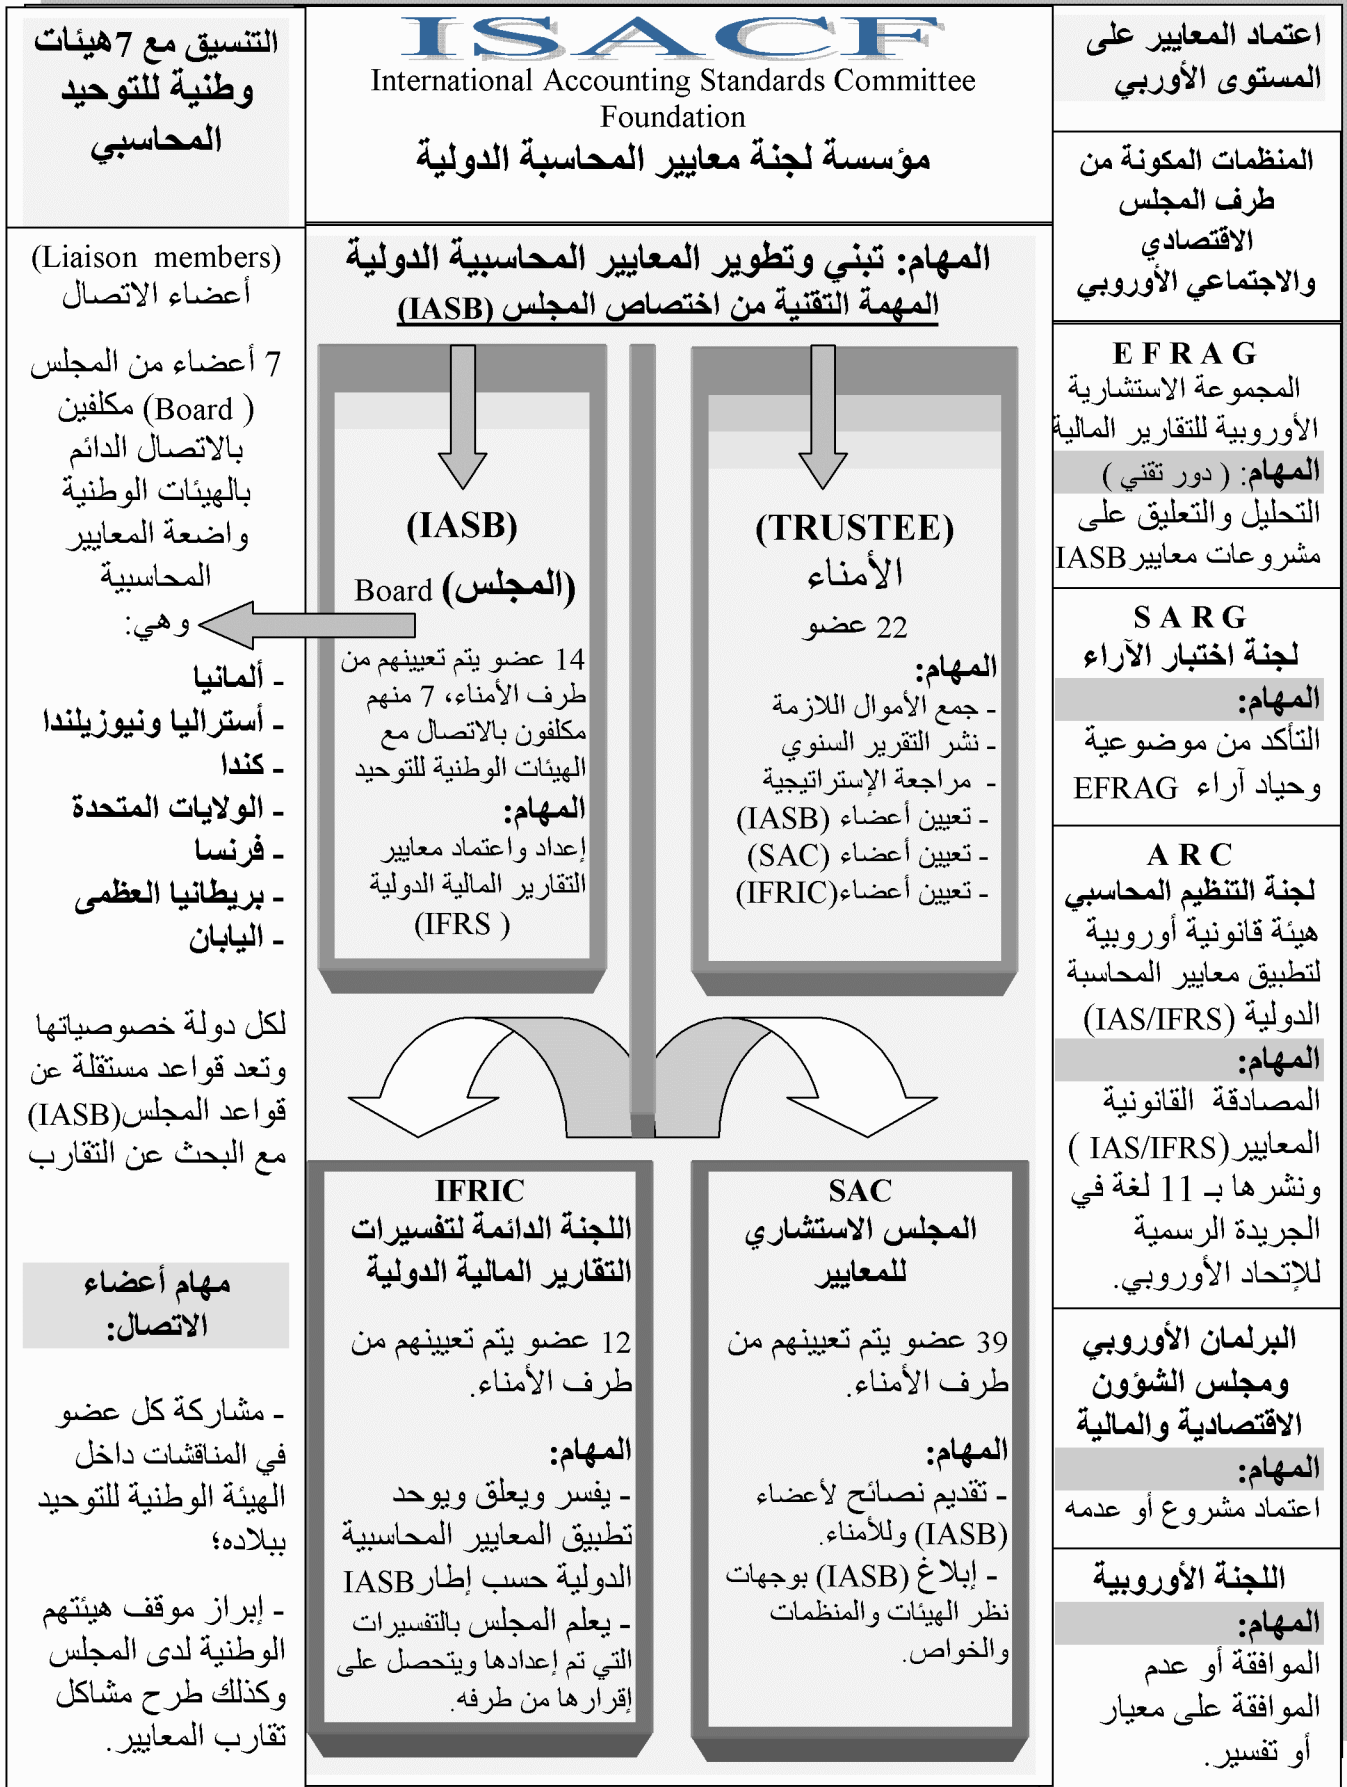 اعتماد المعايير على
المستوى الأوربي
المنظمات المكونة من
طرف المجلس
الاقتصادي
والاجتماعي الأوروبي
E F R A G
المجموعة الاستشارية
الأوروبية للتقارير المالية
المهام: ( دور تقني )
التحليل والتعليق على
مشروعات معايير IASB
S A R G
لجنة اختبار الآراء
المهام:
التأكد من موضوعية
وحياد آراء EFRAG
A R C
لجنة التنظيم المحاسبي
هيئة قانونية أوروبية
لتطبيق معايير المحاسبة
الدولية (IAS/IFRS)
المهام:
المصادقة القانونية
المعايير(IAS/IFRS )
ونشرها بـ 11 لغة في
الجريدة الرسمية
للإتحاد الأوروبي.
البرلمان الأوروبي
ومجلس الشؤون
الاقتصادية والمالية
المهام:
اعتماد مشروع أو عدمه
اللجنة الأوروبية
المهام:
الموافقة أو عدم
الموافقة على معيار
أو تفسير.
ISACF
International Accounting Standards Committee
Foundation
مؤسسة لجنة معايير المحاسبة الدولية
المهام: تبني وتطوير المعايير المحاسبية الدولية
المهمة التقنية من اختصاص المجلس (IASB)
(TRUSTEE)
الأمناء
22 عضو
المهام:
- جمع الأموال اللازمة
- نشر التقرير السنوي
- مراجعة الإستراتيجية
- تعيين أعضاء (IASB)
- تعيين أعضاء (SAC)
- تعيين أعضاء(IFRIC)
(IASB)
(المجلس) Board
14 عضو يتم تعيينهم من
طرف الأمناء، 7 منهم
مكلفون بالاتصال مع
الهيئات الوطنية للتوحيد
المهام:
إعداد واعتماد معايير
التقارير المالية الدولية
(IFRS )
SAC
المجلس الاستشاري
للمعايير
39 عضو يتم تعيينهم من
طرف الأمناء.
المهام:
- تقديم نصائح لأعضاء
(IASB) وللأمناء.
- إبلاغ (IASB) بوجهات
نظر الهيئات والمنظمات
والخواص.
IFRIC
اللجنة الدائمة لتفسيرات
التقارير المالية الدولية
12 عضو يتم تعيينهم من
طرف الأمناء.
المهام:
- يفسر ويعلق ويوحد
تطبيق المعايير المحاسبية
الدولية حسب إطار IASB
- يعلم المجلس بالتفسيرات
التي تم إعدادها ويتحصل على
إقرارها من طرفه.
التنسيق مع 7هيئات
وطنية للتوحيد
المحاسبي
(Liaison members)
أعضاء الاتصال
7 أعضاء من المجلس
(Board ) مكلفين
بالاتصال الدائم
بالهيئات الوطنية
واضعة المعايير
المحاسبية
وهي:
- ألمانيا
- أستراليا ونيوزيلندا
- كندا
- الولايات المتحدة
- فرنسا
- بريطانيا العظمى
- اليابان
لكل دولة خصوصياتها
وتعد قواعد مستقلة عن
قواعد المجلس(IASB)
مع البحث عن التقارب
مهام أعضاء
الاتصال:
- مشاركة كل عضو
في المناقشات داخل
الهيئة الوطنية للتوحيد
ببلاده؛
- إبراز موقف هيئتهم
الوطنية لدى المجلس
وكذلك طرح مشاكل
تقارب المعايير.